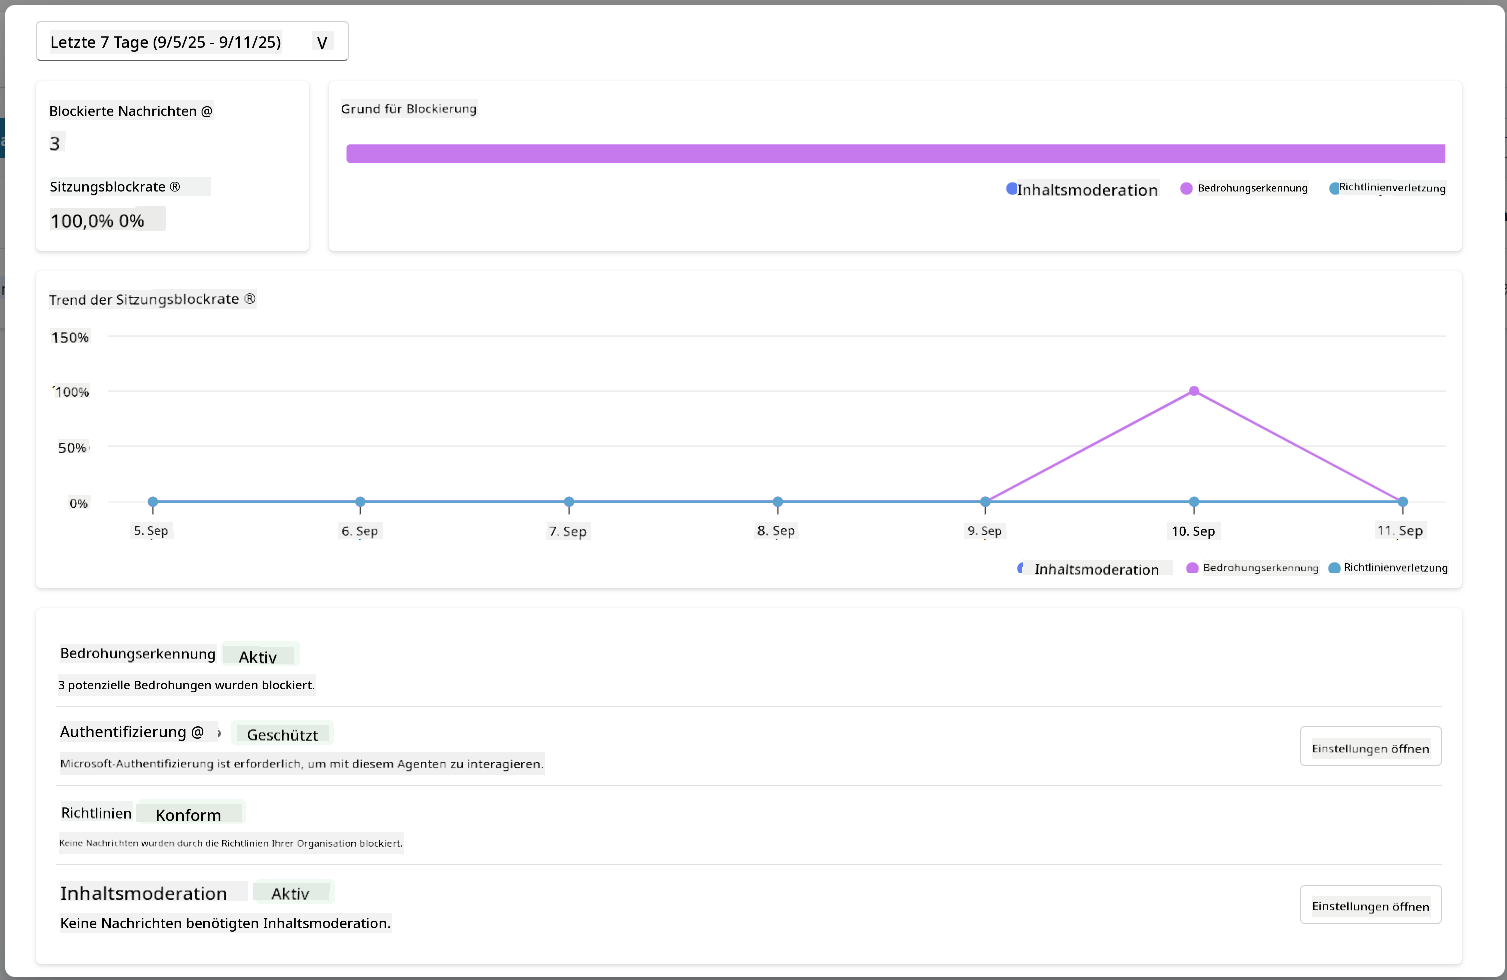 Letzte 7 Tage (9/5/25 - 9/11/25) V
Blockierte Nachrichten @
3
Sitzungsblockrate ®
100,0% 0%
Grund für Blockierung
Inhaltsmoderation Bedrohungserkennung Richtlinienverletzung
Trend der Sitzungsblockrate ®
150%
100%
50%
0%
5. Sep 6. Sep 7. Sep 8. Sep 9. Sep 10. Sep 11. Sep
Inhaltsmoderation Bedrohungserkennung Richtlinienverletzung
Bedrohungserkennung Aktiv
3 potenzielle Bedrohungen wurden blockiert.
Authentifizierung @ Geschützt
Microsoft-Authentifizierung ist erforderlich, um mit diesem Agenten zu interagieren.
Einstellungen öffnen
Richtlinien Konform
Keine Nachrichten wurden durch die Richtlinien Ihrer Organisation blockiert.
Inhaltsmoderation Aktiv
Keine Nachrichten benötigten Inhaltsmoderation.
Einstellungen öffnen